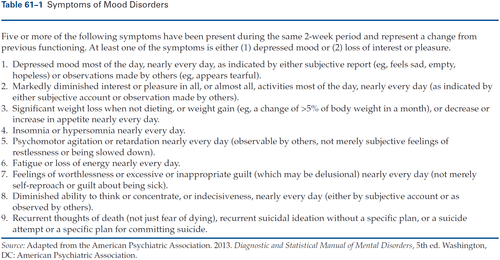 Table 61–1 Symptoms of Mood Disorders
Five or more of the following symptoms have been present during the same 2-week period and represent a change from
previous functioning. At least one of the symptoms is either (1) depressed mood or (2) loss of interest or pleasure.
1. Depressed mood most of the day, nearly every day, as indicated by either subjective report (eg, feels sad, empty,
hopeless) or observations made by others (eg, appears tearful).
2. Markedly diminished interest or pleasure in all, or almost all, activities most of the day, nearly every day (as indicated
by either subjective account or observation made by others).
3. Significant weight loss when not dieting, or weight gain (eg, a change of >5% of body weight in a month), or decrease or
increase in appetite nearly every day.
4. Insomnia or hypersomnia nearly every day.
5. Psychomotor agitation or retardation nearly every day (observable by others, not merely subjective feelings of
restlessness or being slowed down).
6. Fatigue or loss of energy nearly every day.
7. Feelings of worthlessness or excessive or inappropriate guilt (which may be delusional) nearly every day (not merely
self-reproach or guilt about being sick).
8. Diminished ability to think or concentrate, or indecisiveness, nearly every day (either by subjective account or as
observed by others).
9. Recurrent thoughts of death (not just fear of dying), recurrent suicidal ideation without a specific plan, or a suicide
attempt or a specific plan for committing suicide.
Source: Adapted from the American Psychiatric Association. 2013. Diagnostic and Statistical Manual of Mental Disorders, 5th ed. Washington,
DC: American Psychiatric Association.